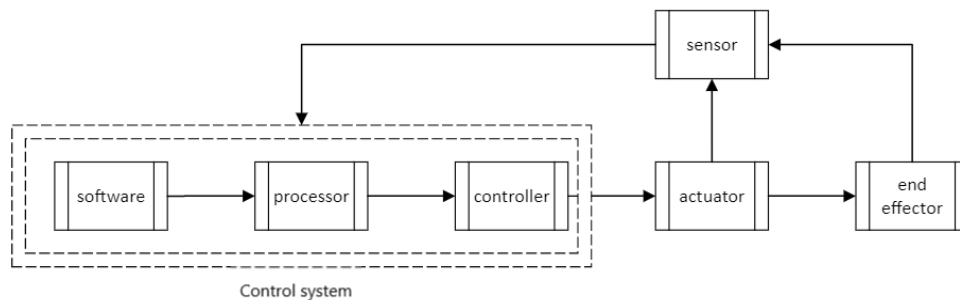 sensor
software
processor
controller
actuator
end
effector
Control system